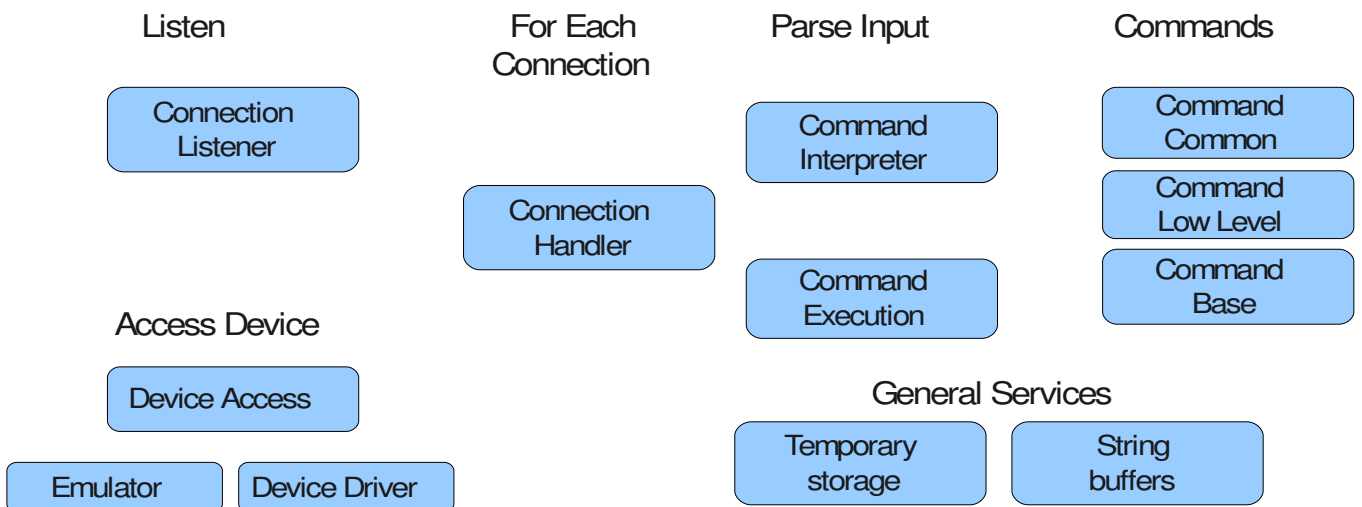 Listen
For Each
Connection
Parse Input
Commands
Connection
Listener
Connection
Handler
Command
Interpreter
Command
Execution
Command
Common
Command
Low Level
Command
Base
Access Device
Device Access
Emulator
Device Driver
General Services
Temporary
storage
String
buffers